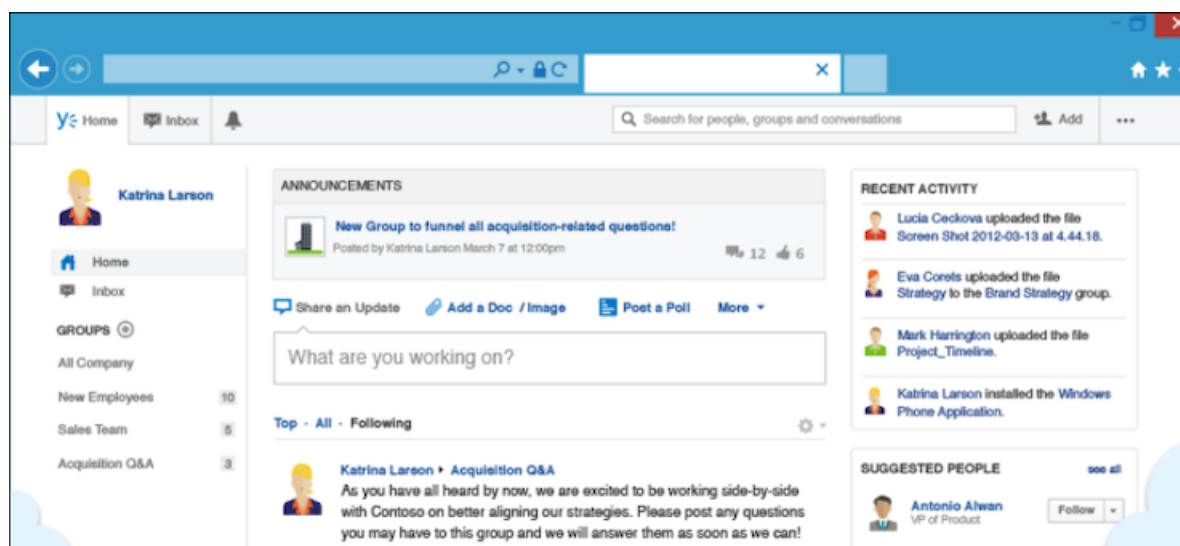 Home
Inbox
Search for people, groups and conversations
Add
Katrina Larson
Home
Inbox
GROUPS
All Company
New Employees 10
Sales Team 5
Acquisition Q&A 3
ANNOUNCEMENTS
New Group to funnel all acquisition-related questions!
Posted by Katrina Larson March 7 at 12:00pm
12 6
Share an Update Add a Doc / Image Post a Poll More
What are you working on?
Top - All - Following
Katrina Larson Acquisition Q&A
As you have all heard by now, we are excited to be working side-by-side
with Contoso on better aligning our strategies. Please post any questions
you may have to this group and we will answer them as soon as we can!
RECENT ACTIVITY
Lucia Ceckova uploaded the file
Screen Shot 2012-03-13 at 4.44.18.
Eva Corets uploaded the file
Strategy to the Brand Strategy group.
Mark Harrington uploaded the file
Project_Timeline.
Katrina Larson installed the Windows
Phone Application.
SUGGESTED PEOPLE see all
Antonio Alwan
VP of Product
Follow